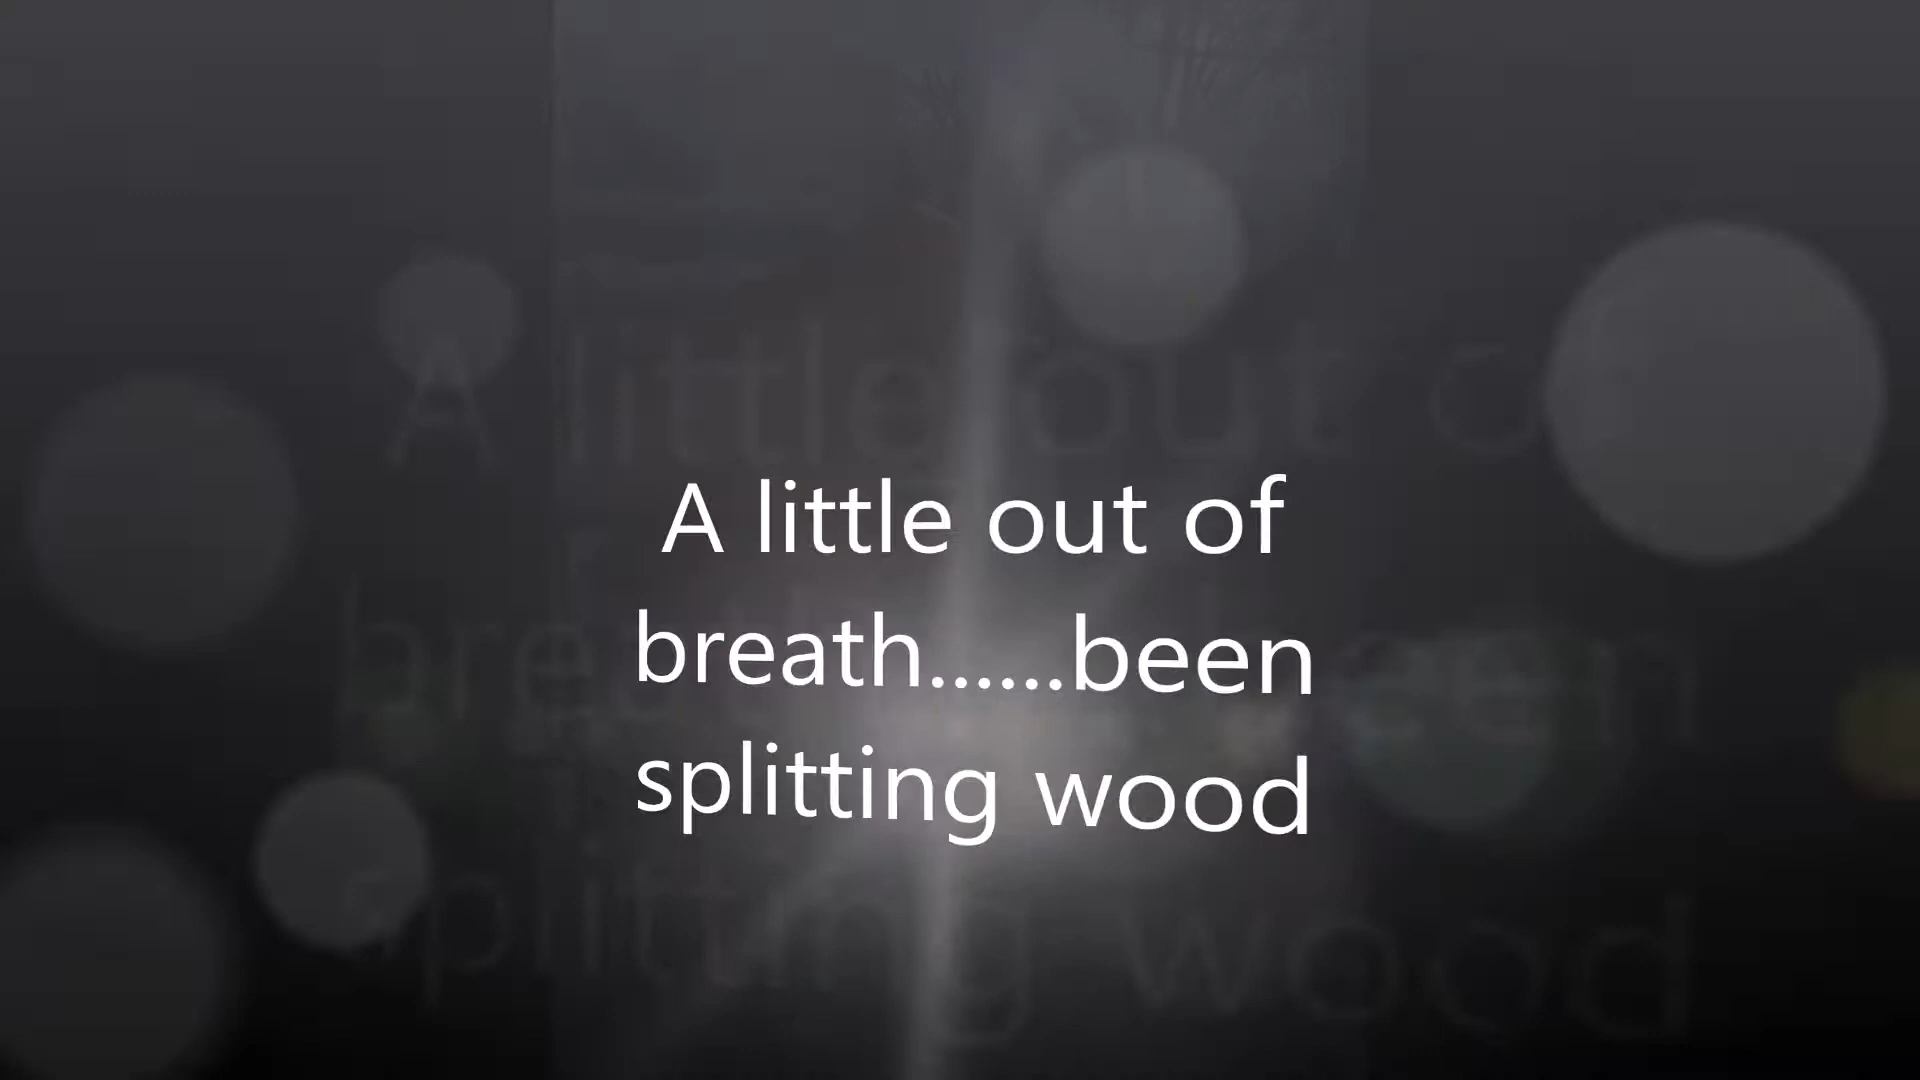 A little out of
breath......been
splitting wood